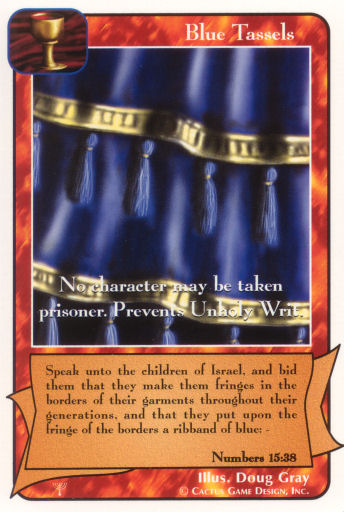 Blue Tassels
No character may be taken
prisoner. Prevents Unholy Writ.
Speak unto the children of Israel, and bid
them that they make them fringes in the
borders of their garments throughout their
generations, and that they put upon the
fringe of the borders a ribband of blue: -
Numbers 15:38
Illus. Doug Gray
© Cactus Game Design, Inc.